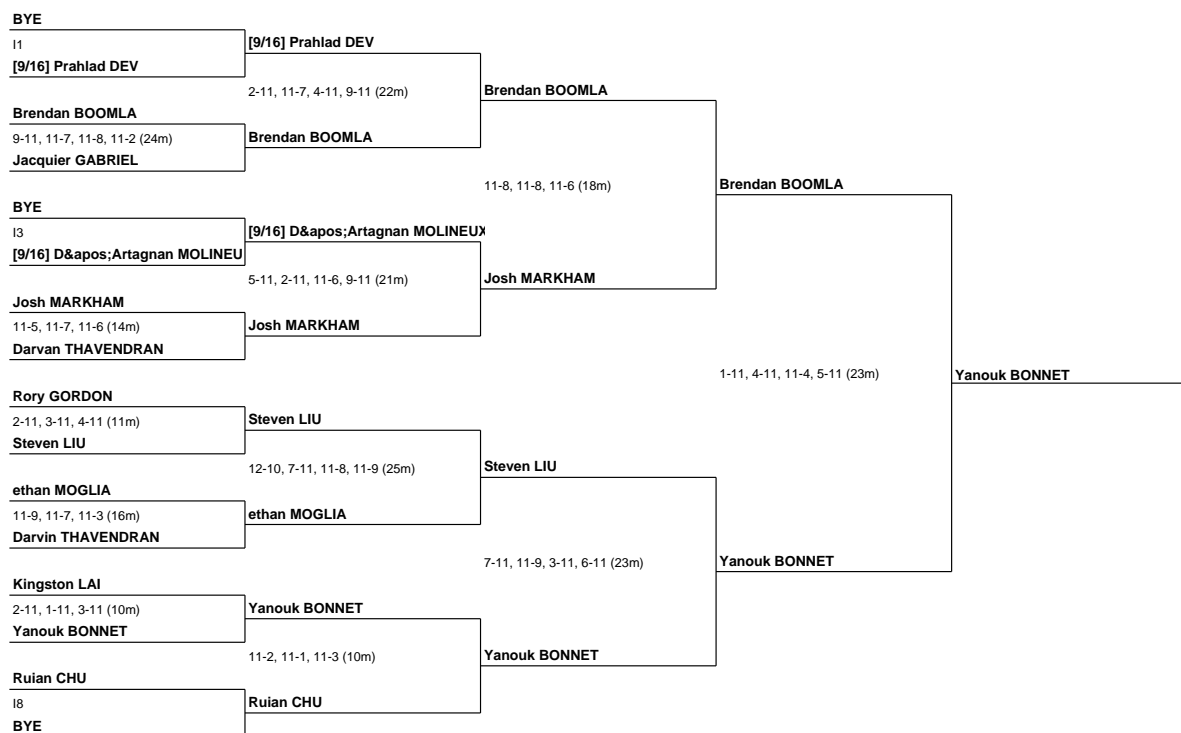 BYE
I1
[9/16] Prahlad DEV
Brendan BOOMLA
9-11, 11-7, 11-8, 11-2 (24m)
Jacquier GABRIEL
BYE
I3
[9/16] D&apos;Artagnan MOLINEU
Josh MARKHAM
11-5, 11-7, 11-6 (14m)
Darvan THAVENDRAN
Rory GORDON
2-11, 3-11, 4-11 (11m)
Steven LIU
ethan MOGLIA
11-9, 11-7, 11-3 (16m)
Darvin THAVENDRAN
Kingston LAI
2-11, 1-11, 3-11 (10m)
Yanouk BONNET
Ruian CHU
I8
BYE
[9/16] Prahlad DEV
2-11, 11-7, 4-11, 9-11 (22m)
Brendan BOOMLA
[9/16] D&apos;Artagnan MOLINEUX
5-11, 2-11, 11-6, 9-11 (21m)
Josh MARKHAM
Steven LIU
12-10, 7-11, 11-8, 11-9 (25m)
ethan MOGLIA
Yanouk BONNET
11-2, 11-1, 11-3 (10m)
Ruian CHU
Brendan BOOMLA
11-8, 11-8, 11-6 (18m)
Josh MARKHAM
Steven LIU
7-11, 11-9, 3-11, 6-11 (23m)
Yanouk BONNET
Brendan BOOMLA
1-11, 4-11, 11-4, 5-11 (23m)
Yanouk BONNET
Yanouk BONNET